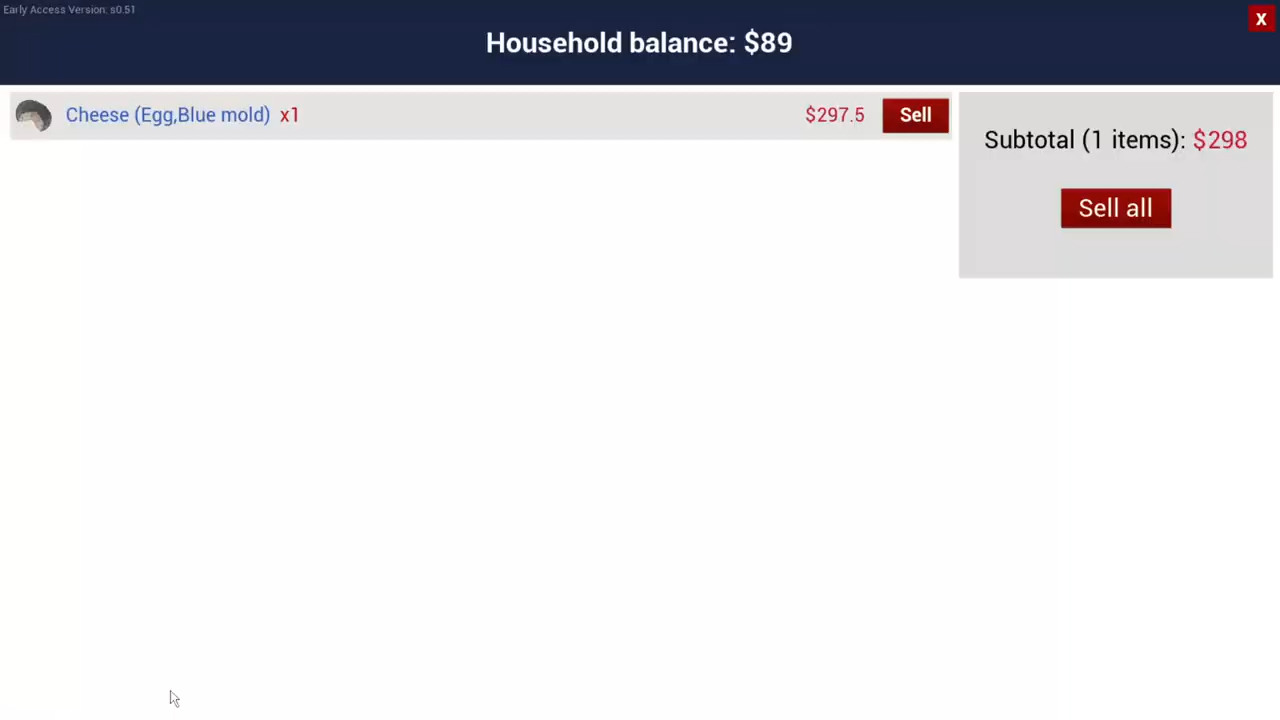 Early Access Version: s0.51
Household balance: $89
X
Cheese (Egg,Blue mold) x1 $297.5 Sell
Subtotal (1 items): $298
Sell all